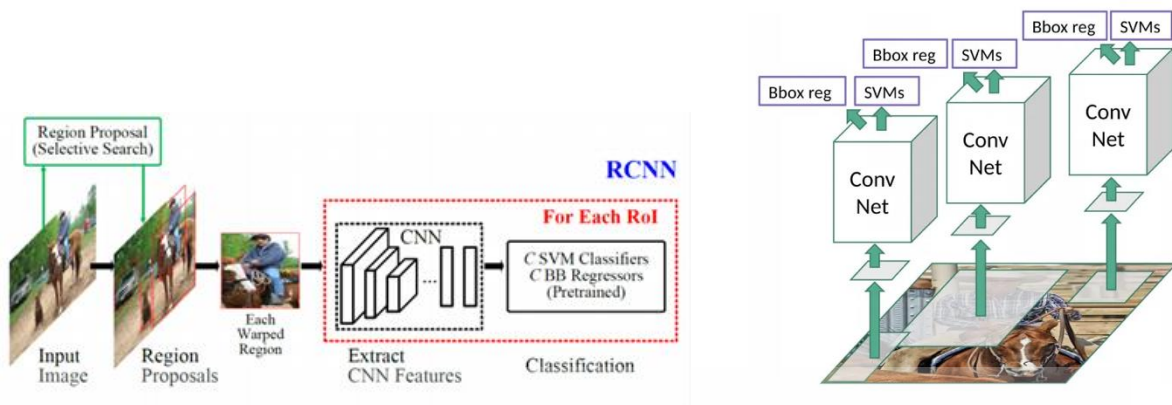 Region Proposal
(Selective Search)
RCNN
For Each RoI
CNN
...
C SVM Classifiers
C BB Regressors
(Pretrained)
Each
Warped
Region
Input
Image
Region
Proposals
Extract
CNN Features
Classification
Bbox reg
SVMs
Conv
Net
Bbox reg
SVMs
Conv
Net
Bbox reg
SVMs
Conv
Net